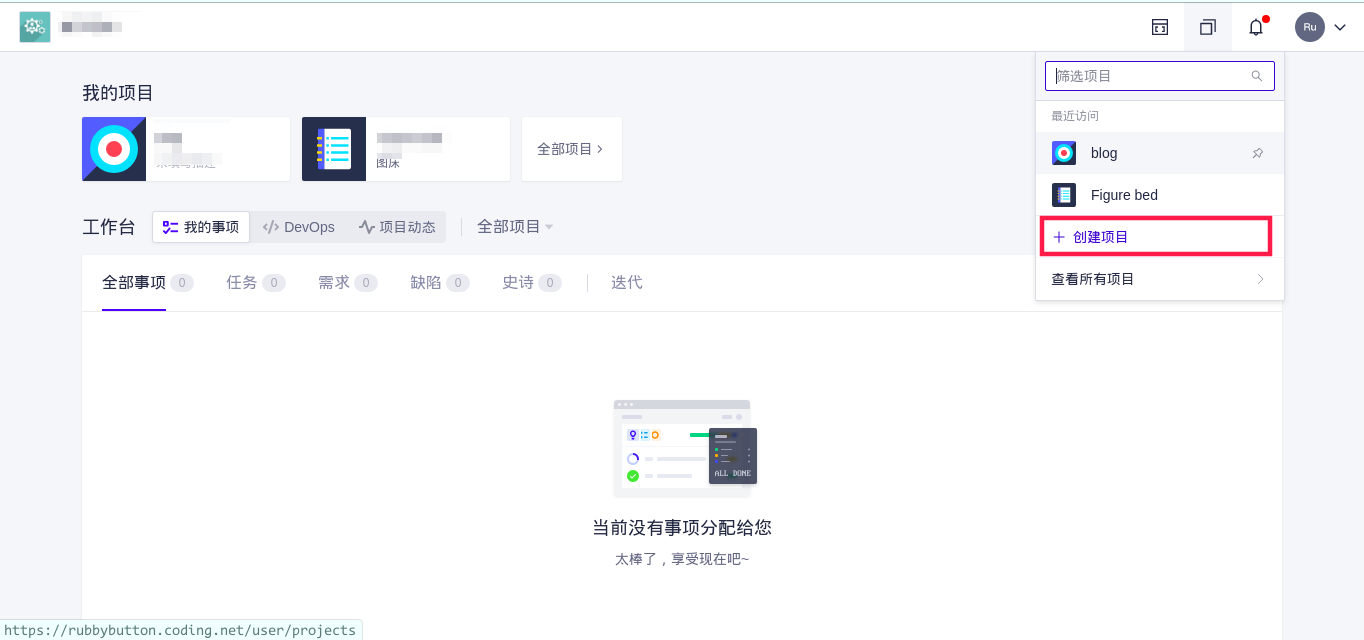 Ru
筛选项目
最近访问
blog
Figure bed
创建项目
查看所有项目
我的项目
图床
全部项目
工作台
我的事项
DevOps
项目动态
全部项目
全部事项 0
任务 0
需求 0
缺陷 0
史诗 0
迭代
ALL DONE
当前没有事项分配给您
太棒了，享受现在吧~
https://rubbybutton.coding.net/user/projects